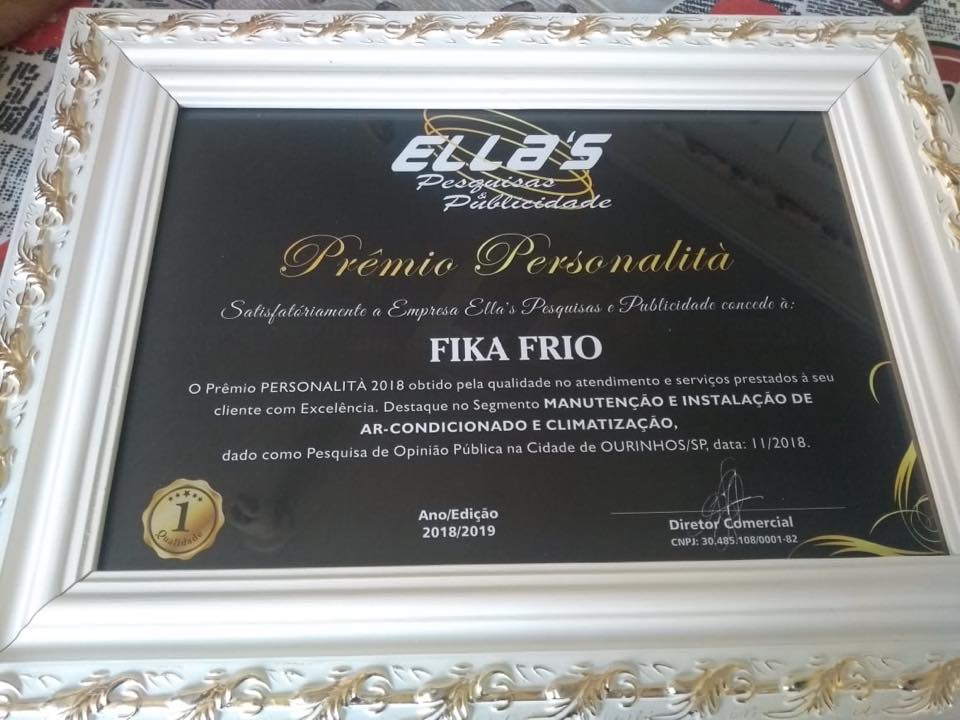 ELLa'S
Pesquisas
&
Publicidade
Prêmio Personalità
Satisfatóriamente a Empresa Ella's Pesquisas e Publicidade concede à:
FIKA FRIO
O Prêmio PERSONALITÀ 2018 obtido pela qualidade no atendimento e serviços prestados à seu
cliente com Excelência. Destaque no Segmento MANUTENÇÃO E INSTALAÇÃO DE
AR-CONDICIONADO E CLIMATIZAÇÃO,
dado como Pesquisa de Opinião Pública na Cidade de OURINHOS/SP, data: 11/2018.
1
Qualidade
Ano/Edição
2018/2019
Diretor Comercial
CNPJ: 30.485.108/0001-82